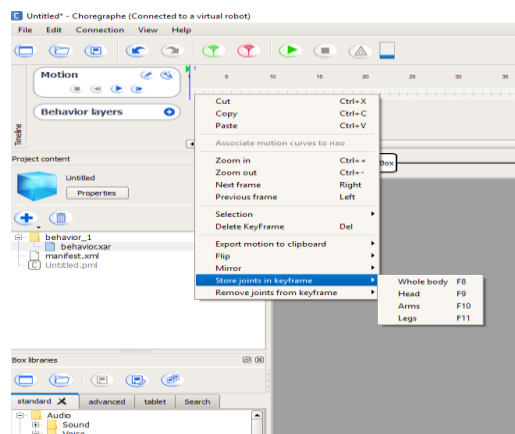 Untitled* - Choregraphe (Connected to a virtual robot)
File Edit Connection View Help
Motion
1 5 10 15 20 25 30 35
Behavior layers
Timeline
Cut Ctrl+X
Copy Ctrl+C
Paste Ctrl+V
Associate motion curves to nao
Zoom in Ctrl++
Zoom out Ctrl+-
Next frame Right
Previous frame Left
Selection
Delete KeyFrame Del
Export motion to clipboard
Flip
Mirror
Store joints in keyframe
Remove joints from keyframe
Whole body F8
Head F9
Arms F10
Legs F11
Box
Project content
Untitled
Properties
behavior_1
behavior.xar
manifest.xml
Untitled.pml
Box libraries
standard advanced tablet Search
Audio
Sound
Voice